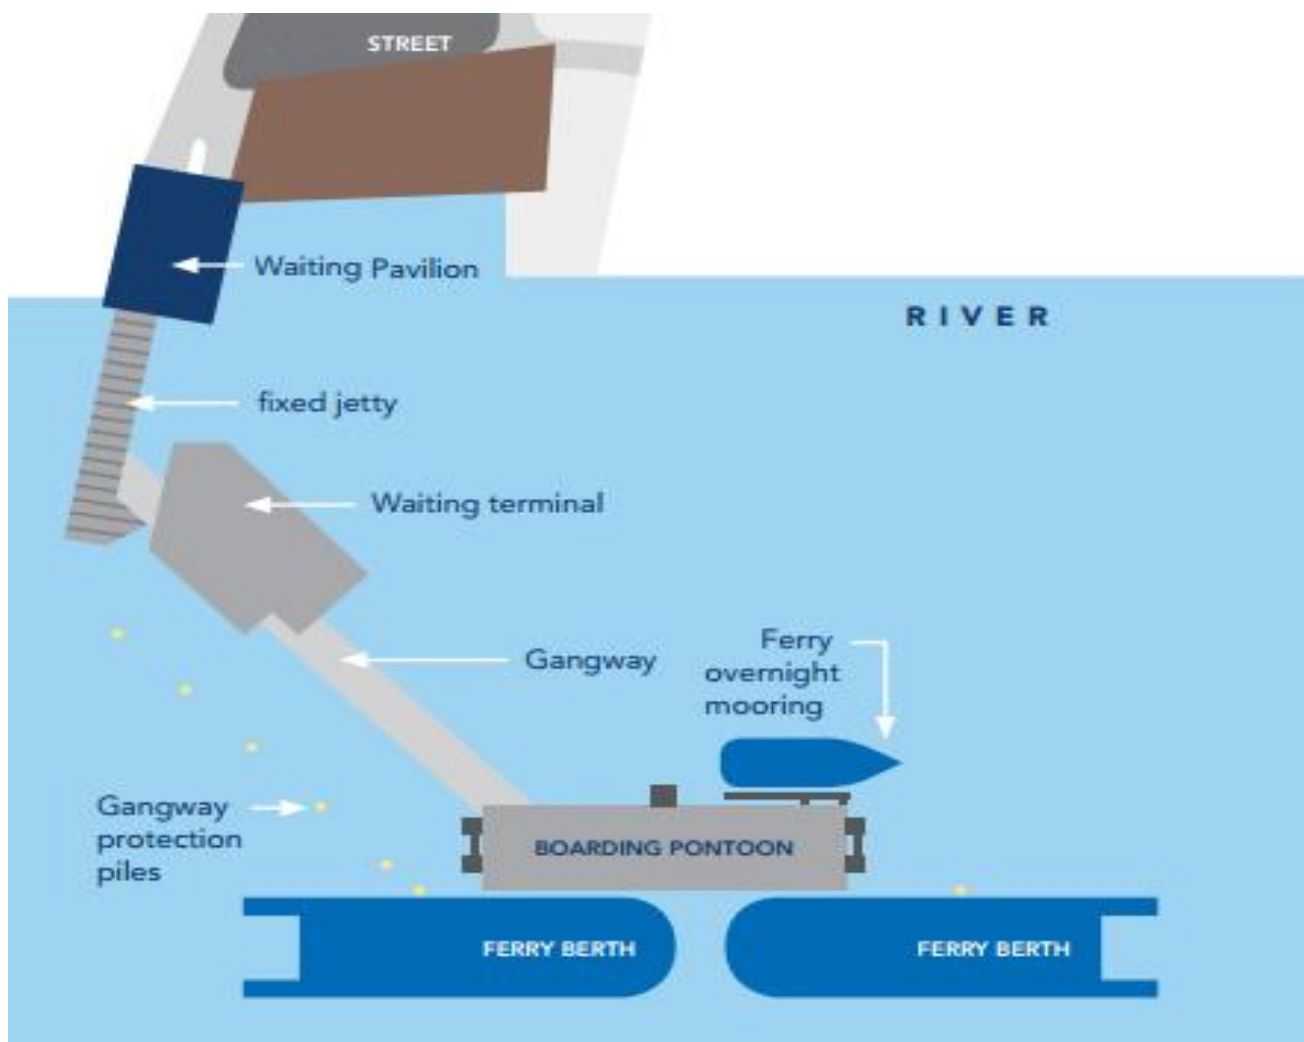 STREET
Waiting Pavilion
RIVER
fixed jetty
Waiting terminal
Gangway
Ferry
overnight
mooring
Gangway
protection
piles
BOARDING PONTOON
FERRY BERTH
FERRY BERTH